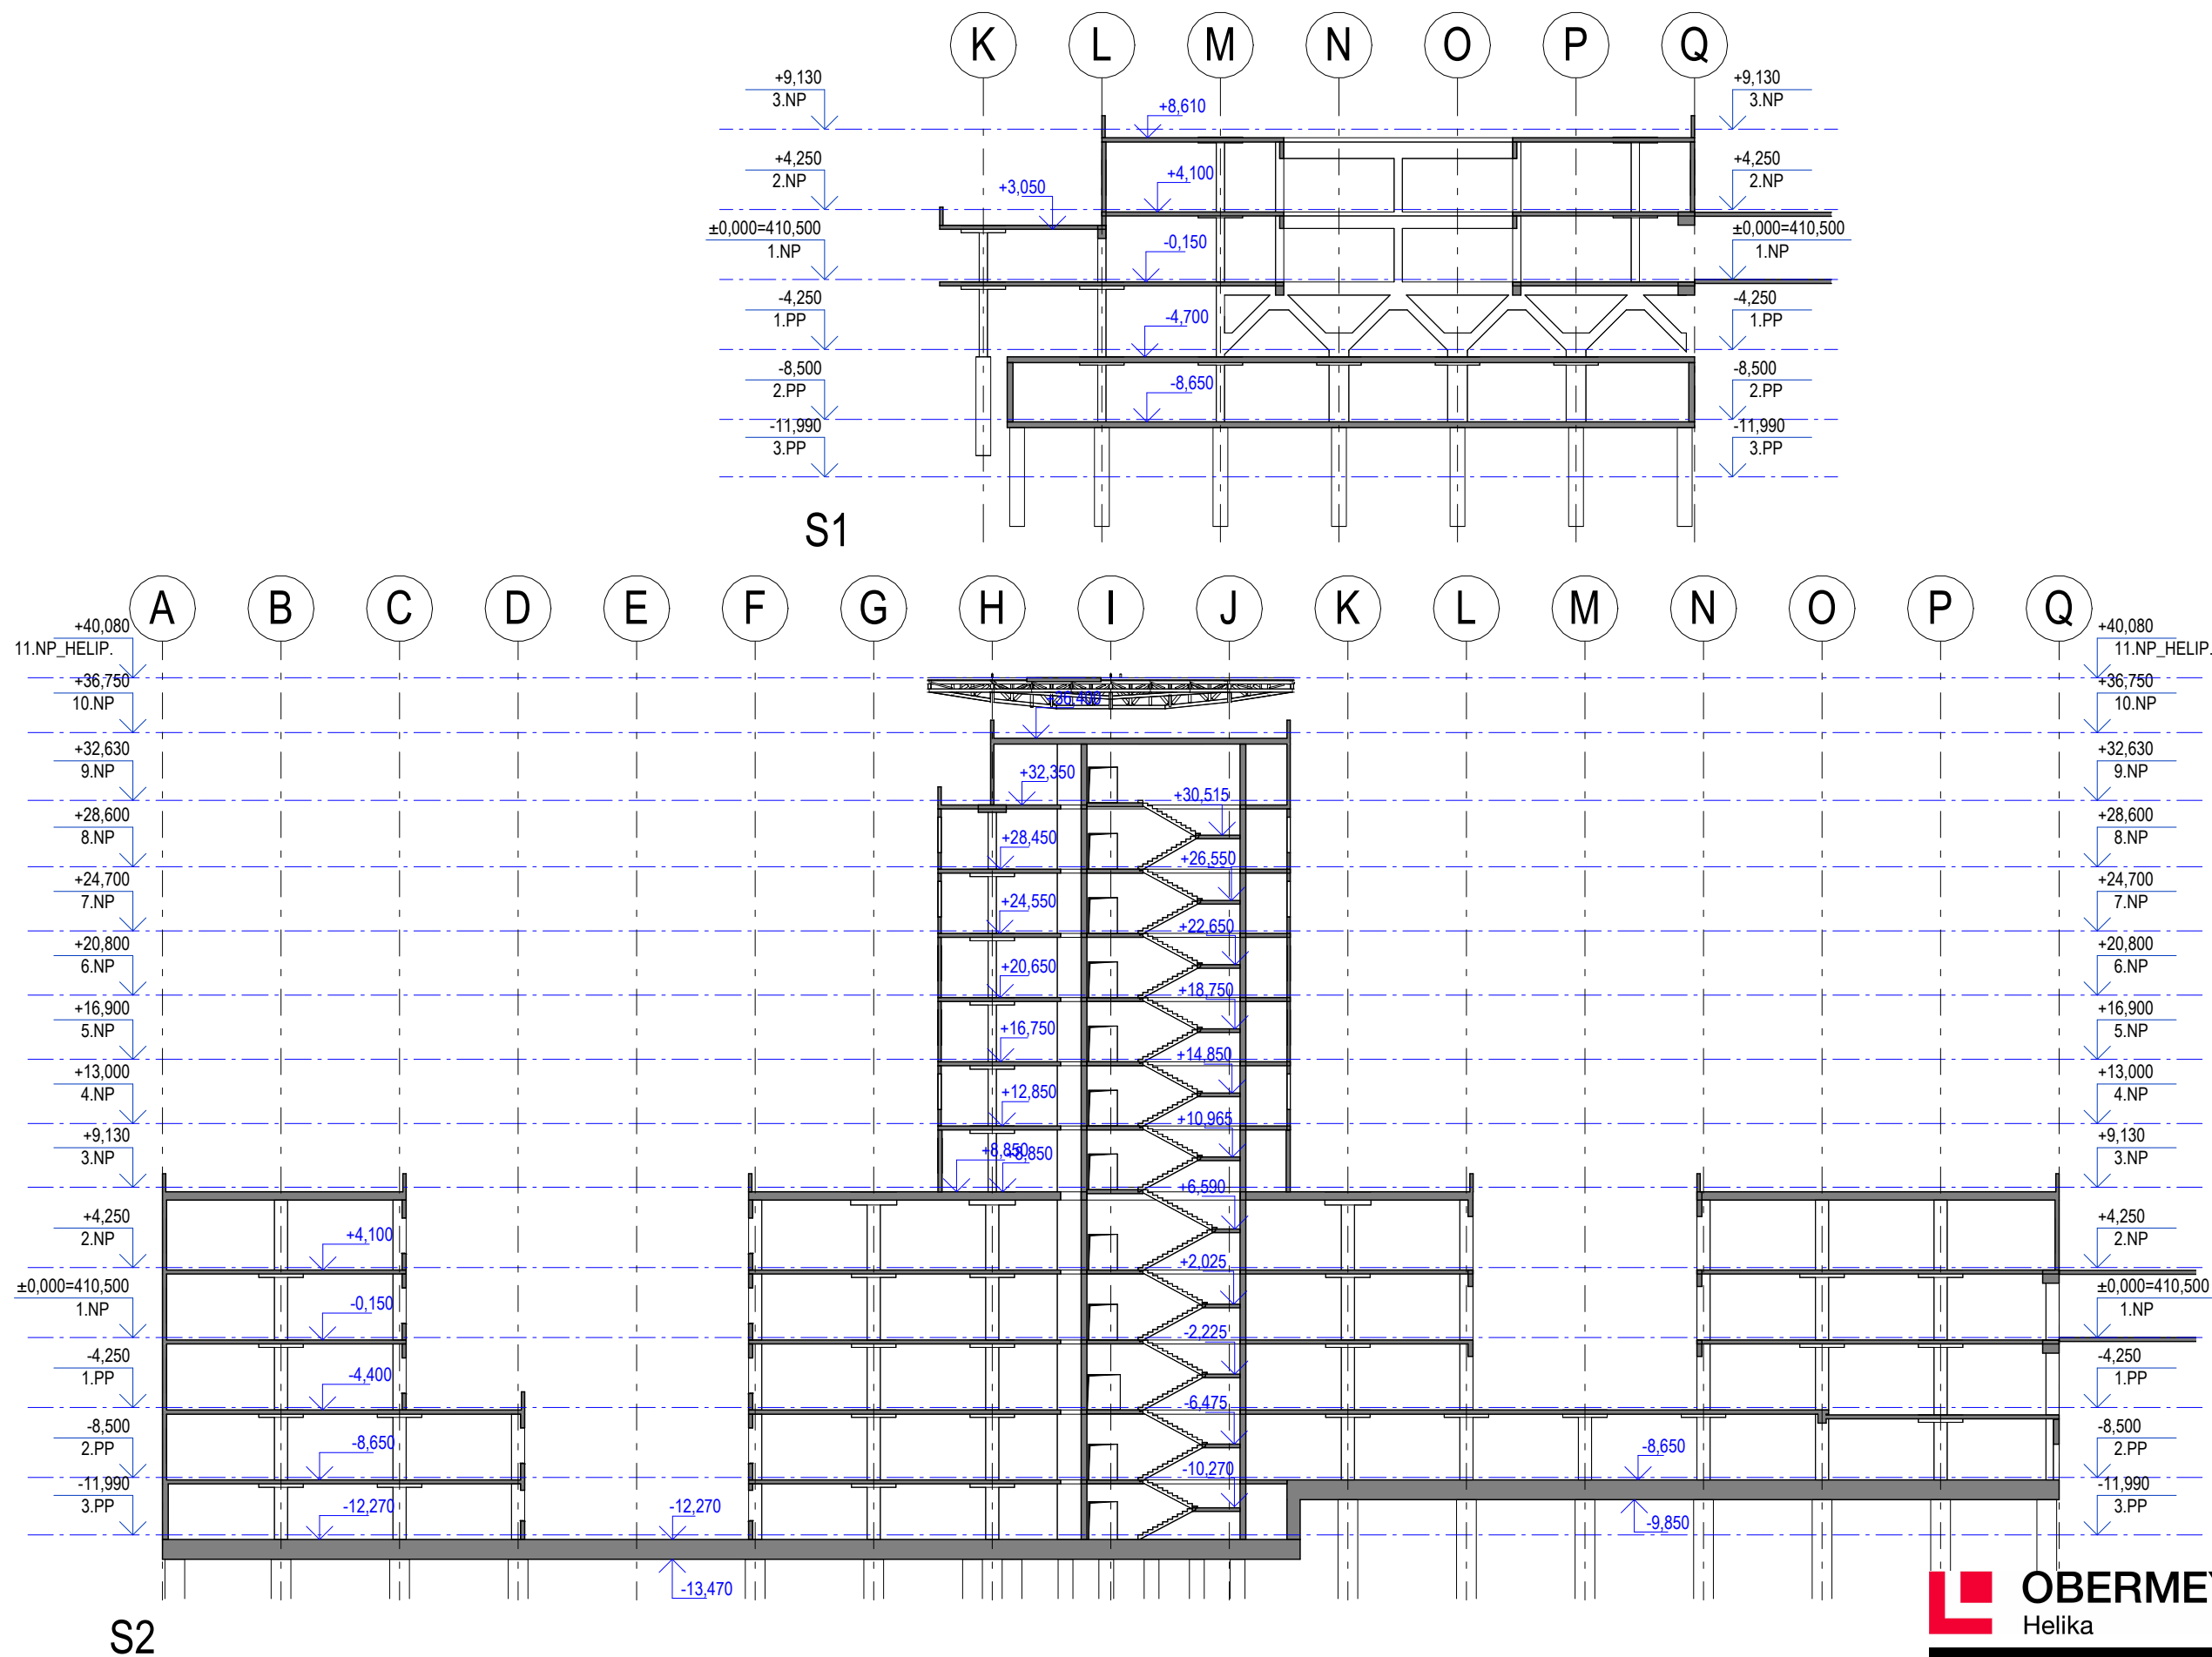 K L M N O P Q
+9,130
3.NP
+4,250
2.NP
±0,000=410,500
1.NP
-4,250
1.PP
-8,500
2.PP
-11,990
3.PP
+8,610
+3,050
+4,100
-0,150
-4,700
-8,650
+9,130
3.NP
+4,250
2.NP
±0,000=410,500
1.NP
-4,250
1.PP
-8,500
2.PP
-11,990
3.PP
S1
A B C D E F G H I J K L M N O P Q
+40,080
11.NP_HELIP.
+36,750
10.NP
+32,630
9.NP
+28,600
8.NP
+24,700
7.NP
+20,800
6.NP
+16,900
5.NP
+13,000
4.NP
+9,130
3.NP
+4,250
2.NP
±0,000=410,500
1.NP
-4,250
1.PP
-8,500
2.PP
-11,990
3.PP
+4,100
-0,150
-4,400
-8,650
-12,270
-12,270
-13,470
+36,400
+32,350
+28,450
+24,550
+20,650
+16,750
+12,850
+8,850
+8,850
+30,515
+26,550
+22,650
+18,750
+14,850
+10,965
+6,590
+2,025
-2,225
-6,475
-10,270
-8,650
-9,850
+40,080
11.NP_HELIP.
+36,750
10.NP
+32,630
9.NP
+28,600
8.NP
+24,700
7.NP
+20,800
6.NP
+16,900
5.NP
+13,000
4.NP
+9,130
3.NP
+4,250
2.NP
±0,000=410,500
1.NP
-4,250
1.PP
-8,500
2.PP
-11,990
3.PP
S2
OBERMEY
Helika